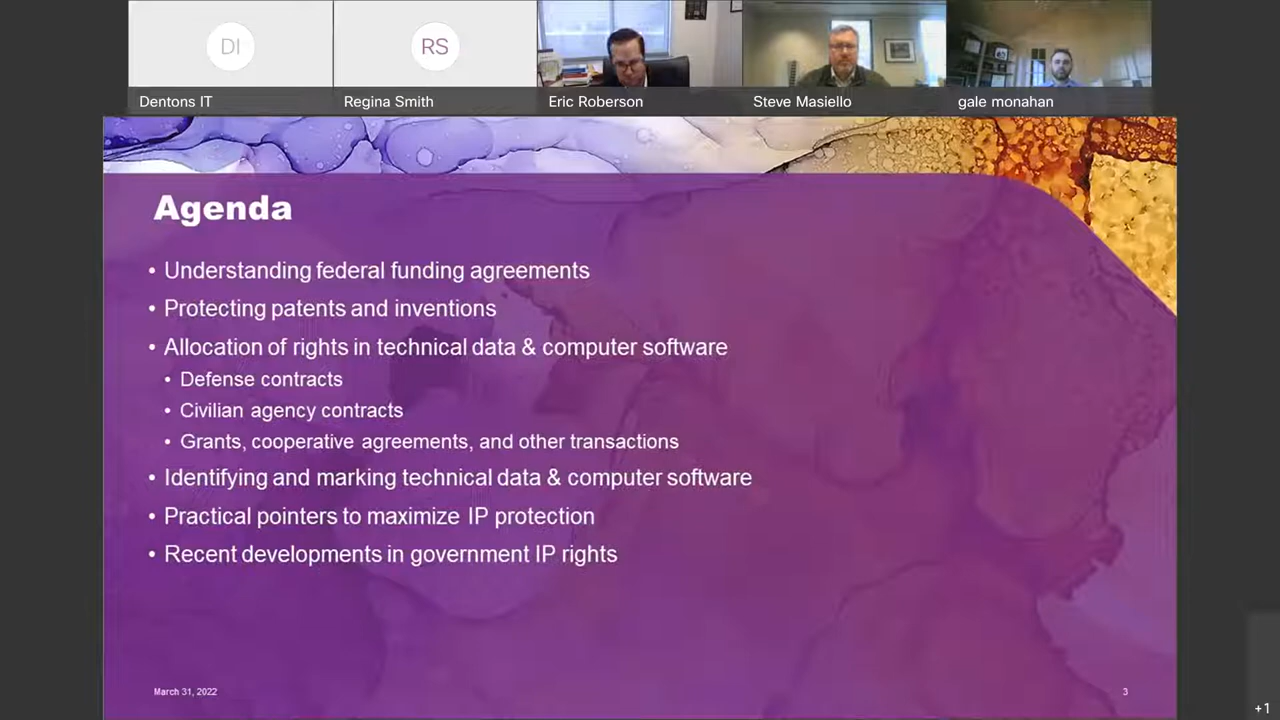 DI
RS
Dentons IT
Regina Smith
Eric Roberson
Steve Masiello
gale monahan
Agenda
• Understanding federal funding agreements
• Protecting patents and inventions
• Allocation of rights in technical data & computer software
• Defense contracts
• Civilian agency contracts
• Grants, cooperative agreements, and other transactions
• Identifying and marking technical data & computer software
• Practical pointers to maximize IP protection
• Recent developments in government IP rights
March 31, 2022
3
+1